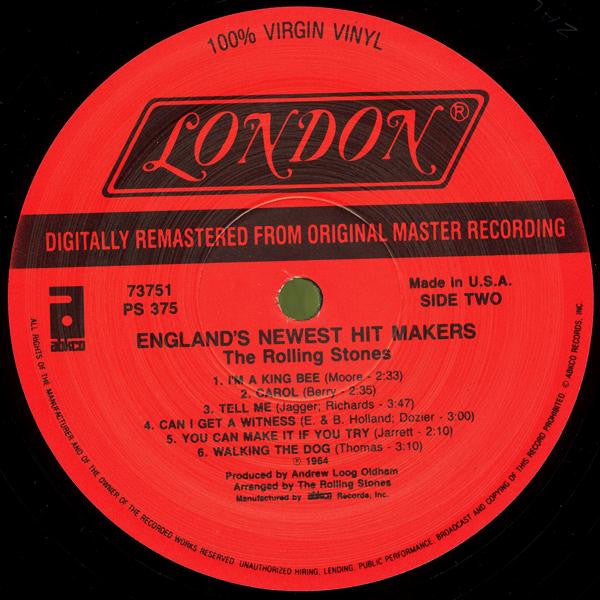 100% VIRGIN VINYL
LONDON®
DIGITALLY REMASTERED FROM ORIGINAL MASTER RECORDING
73751
PS 375
Made in U.S.A.
SIDE TWO
abkco
ENGLAND'S NEWEST HIT MAKERS
The Rolling Stones
1. I'M A KING BEE (Moore - 2:33)
2. CAROL (Berry - 2:35)
3. TELL ME (Jagger; Richards - 3:47)
4. CAN I GET A WITNESS (E. & B. Holland; Dozier - 3:00)
5. YOU CAN MAKE IT IF YOU TRY (Jarrett - 2:10)
6. WALKING THE DOG (Thomas - 3:10)
℗ 1964
Produced by Andrew Loog Oldham
Arranged by The Rolling Stones
Manufactured by abkco Records, Inc.
ALL RIGHTS OF THE MANUFACTURER AND OF THE OWNER OF THE RECORDED WORKS RESERVED. UNAUTHORIZED HIRING, LENDING, PUBLIC PERFORMANCE, BROADCAST AND COPYING OF THIS RECORD PROHIBITED. © ABKCO RECORDS, INC.